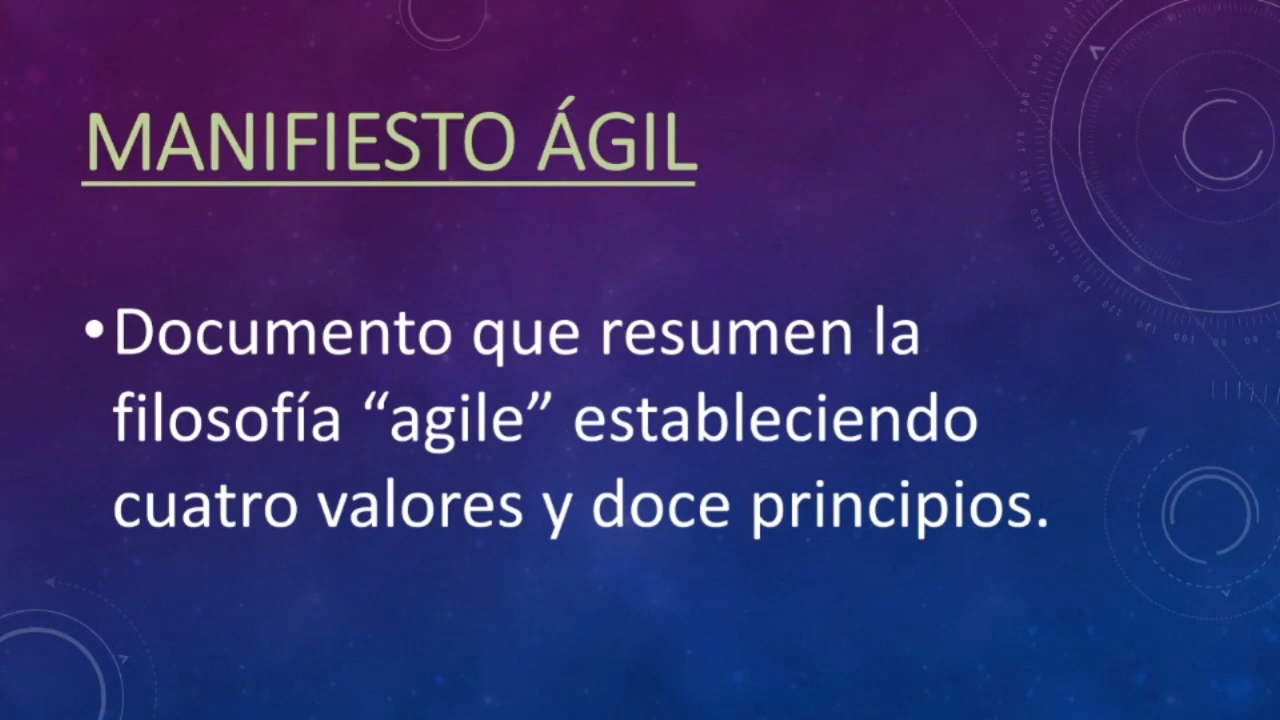 MANIFIESTO ÁGIL
•Documento que resumen la
filosofía “agile” estableciendo
cuatro valores y doce principios.